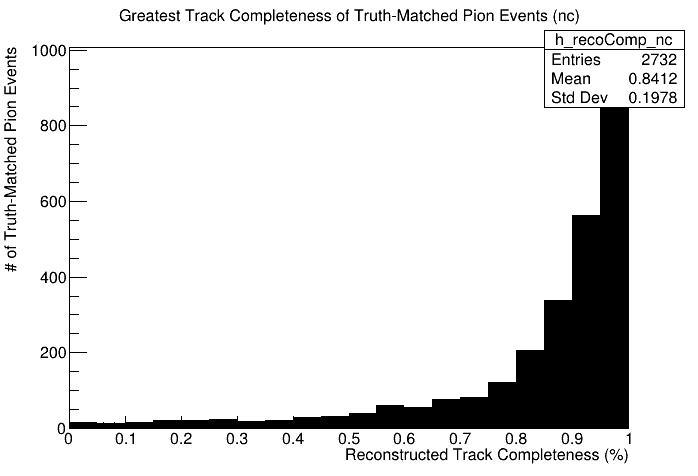 Greatest Track Completeness of Truth-Matched Pion Events (nc)
h_recoComp_nc
Entries 2732
Mean 0.8412
Std Dev 0.1978
# of Truth-Matched Pion Events
1000
800
600
400
200
0
0 0.1 0.2 0.3 0.4 0.5 0.6 0.7 0.8 0.9 1
Reconstructed Track Completeness (%)